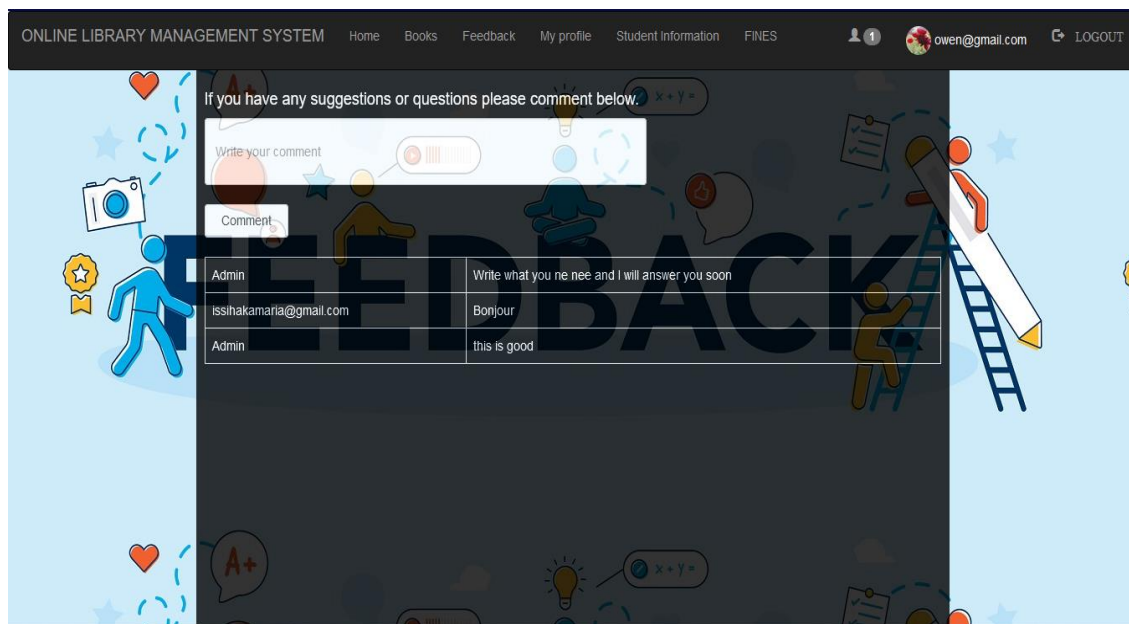 ONLINE LIBRARY MANAGEMENT SYSTEM Home Books Feedback My profile Student Information FINES 1 owen@gmail.com LOGOUT
If you have any suggestions or questions please comment below.
Write your comment
Comment
FEEDBACK
Admin Write what you ne nee and I will answer you soon
issihakamaria@gmail.com Bonjour
Admin this is good
A+
x + y =
A+
x + y =